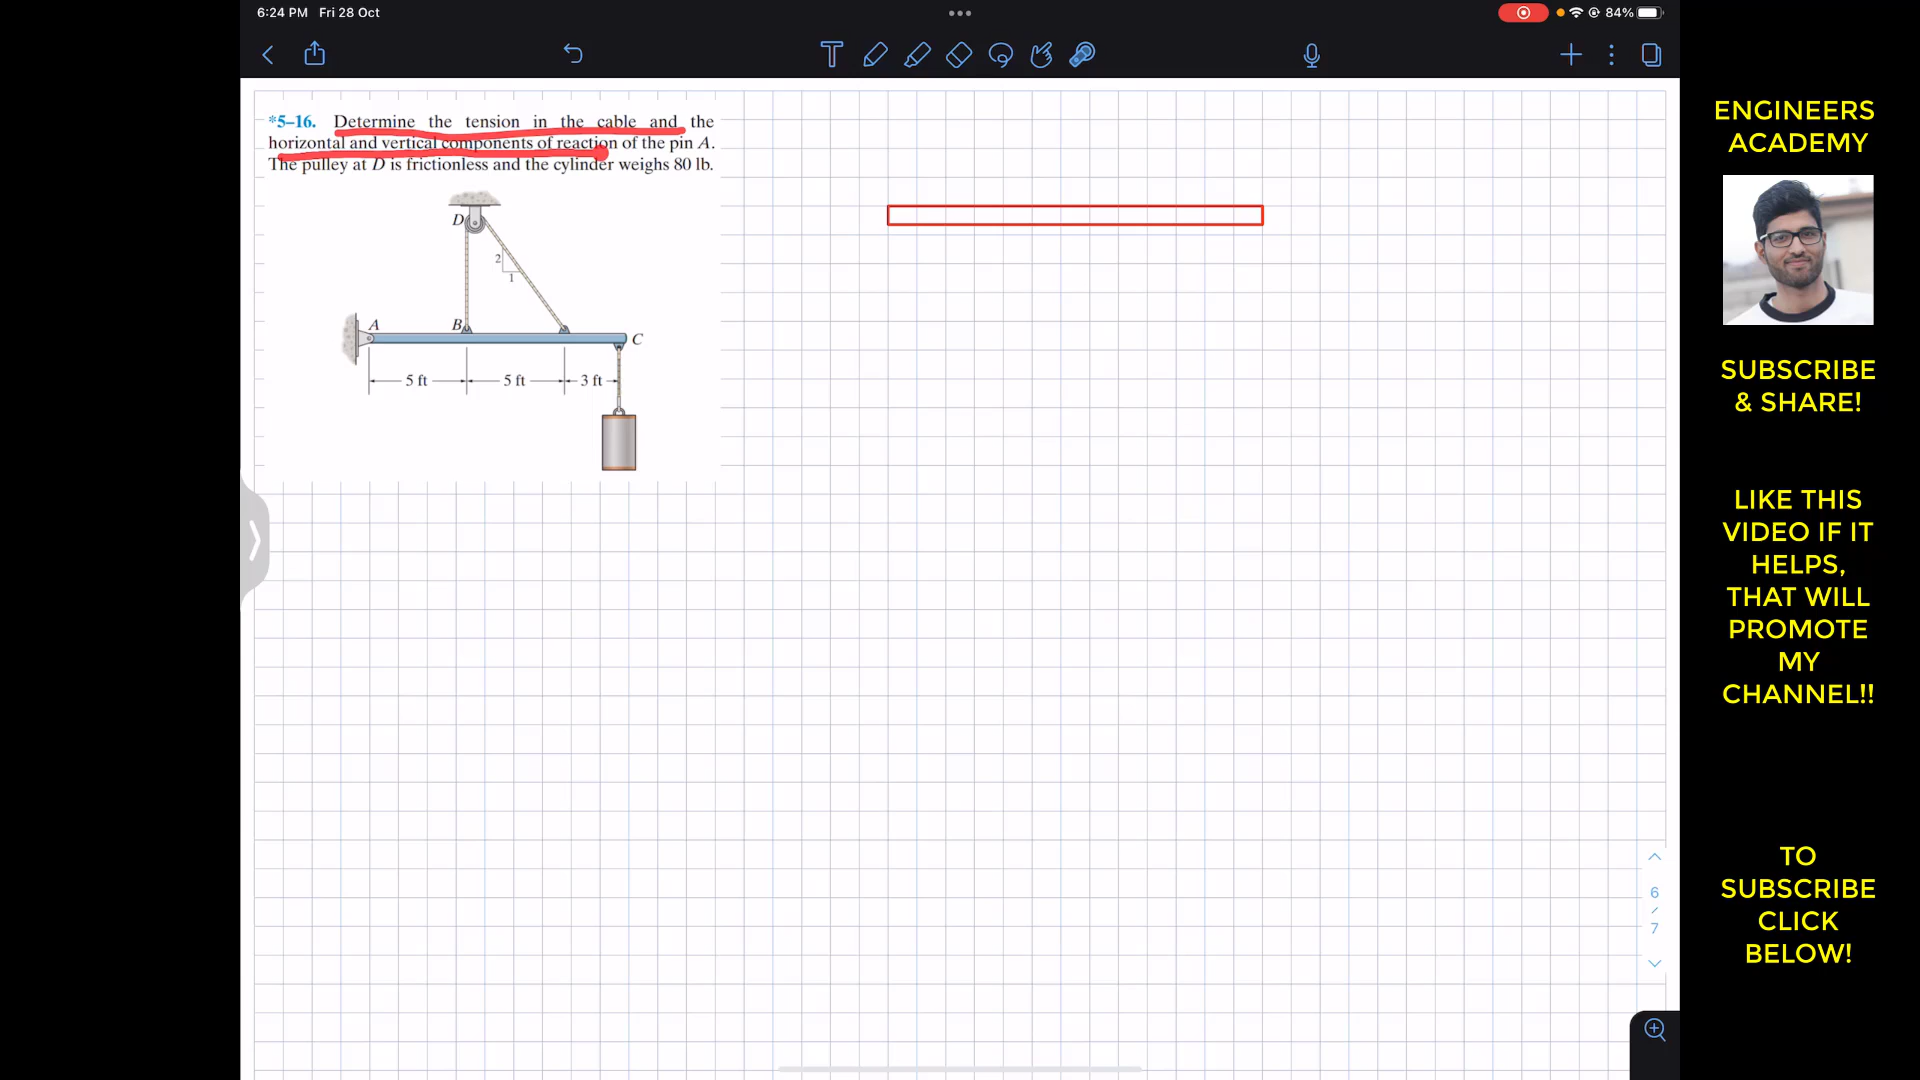 6:24 PM Fri 28 Oct
84%
*5–16. Determine the tension in the cable and the
horizontal and vertical components of reaction of the pin A.
The pulley at D is frictionless and the cylinder weighs 80 lb.
D
2
1
A
B
C
5 ft
5 ft
3 ft
6
7
ENGINEERS
ACADEMY
SUBSCRIBE
& SHARE!
LIKE THIS
VIDEO IF IT
HELPS,
THAT WILL
PROMOTE
MY
CHANNEL!!
TO
SUBSCRIBE
CLICK
BELOW!